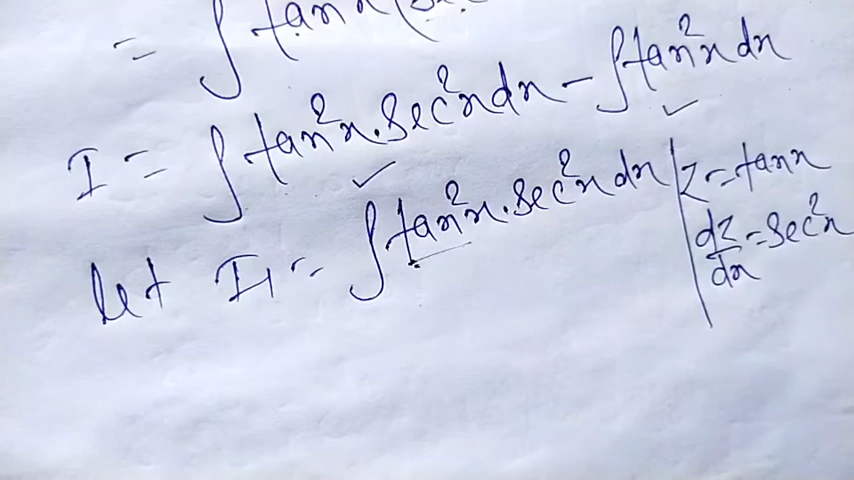 = ∫ tan x (
I = ∫ tan²x · sec²x dx − ∫ tan²x dx
let I₁ = ∫ tan²x · sec²x dx | z = tan x
dz/dx = sec²x